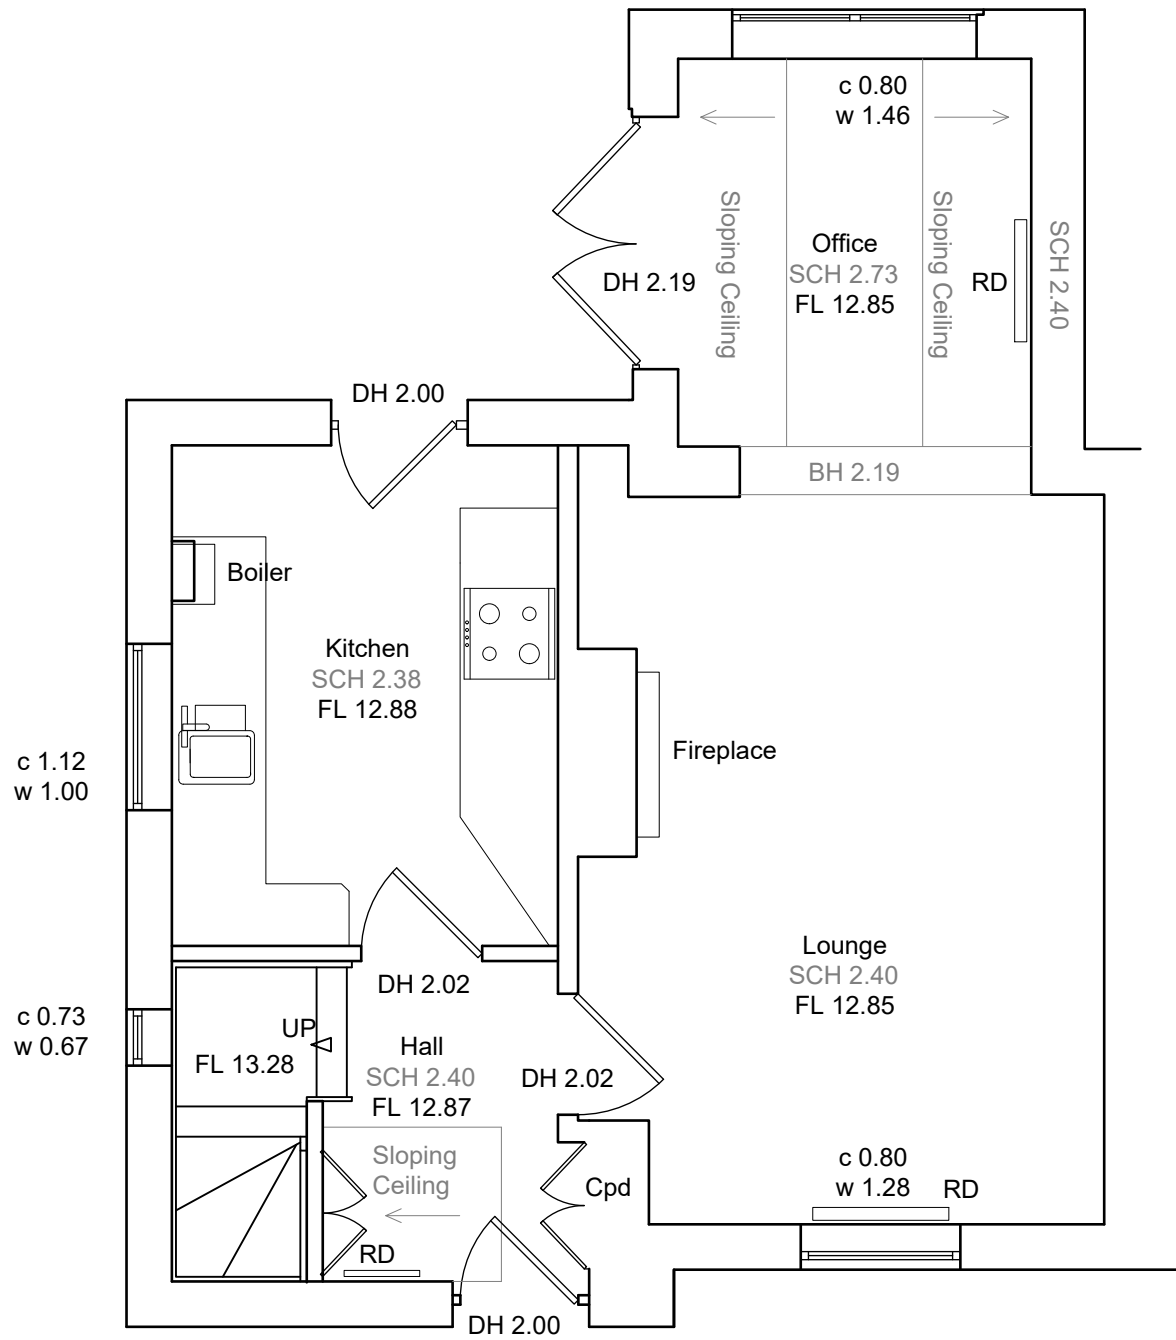 c 0.80
w 1.46
Sloping Ceiling
Sloping Ceiling
SCH 2.40
Office
SCH 2.73
FL 12.85
DH 2.19
RD
DH 2.00
BH 2.19
Boiler
Kitchen
SCH 2.38
FL 12.88
c 1.12
w 1.00
Fireplace
Lounge
SCH 2.40
FL 12.85
DH 2.02
c 0.73
w 0.67
UP
FL 13.28
Hall
SCH 2.40
FL 12.87
DH 2.02
Sloping
Ceiling
Cpd
c 0.80
w 1.28
RD
RD
DH 2.00